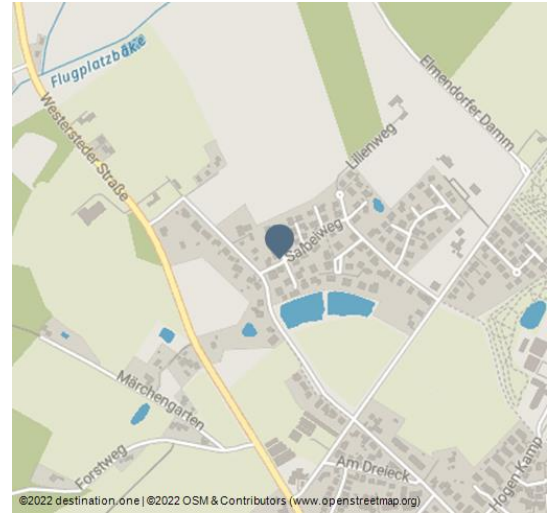 Flugplatzbäke
Westersteder Straße
Elmendorfer Damm
Lilienweg
Salbeiweg
Märchengarten
Forstweg
Am Dreieck
Hogen Kamp
©2022 destination.one | ©2022 OSM & Contributors (www.openstreetmap.org)